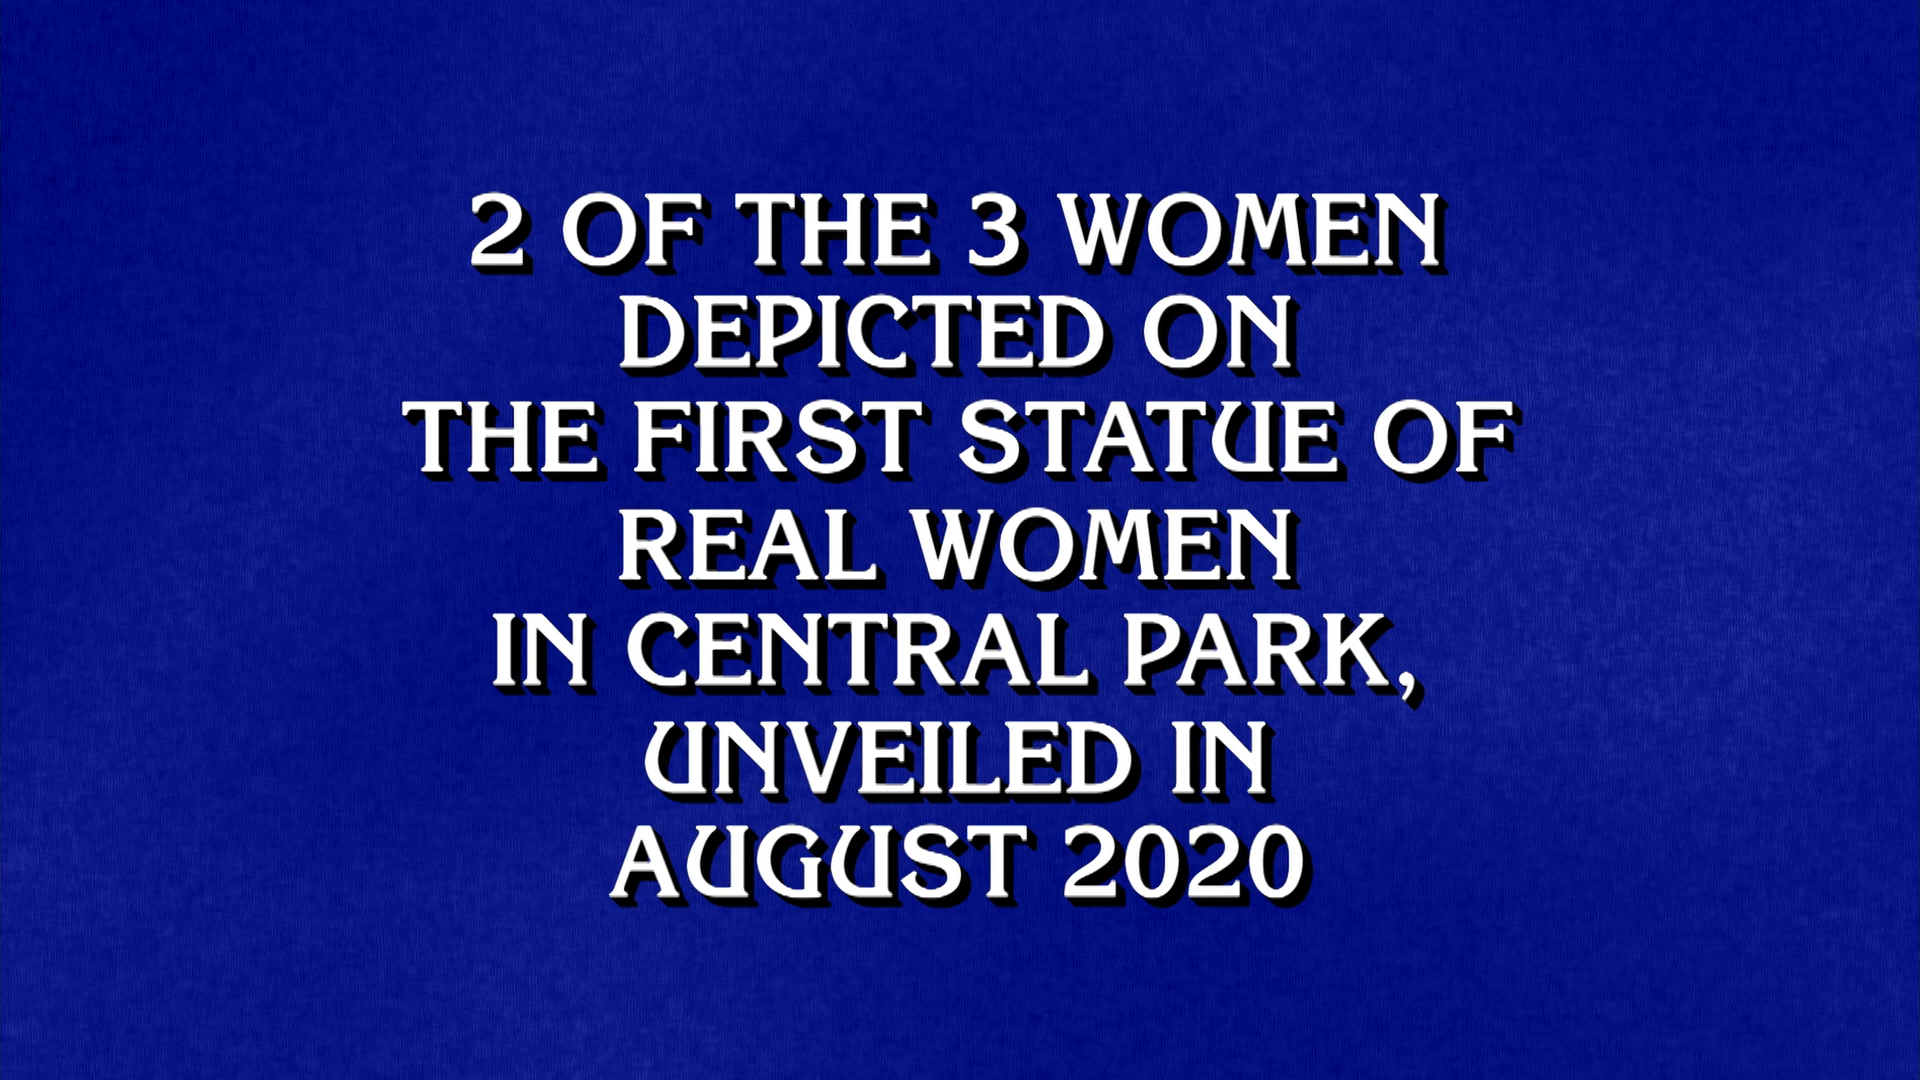 2 OF THE 3 WOMEN
DEPICTED ON
THE FIRST STATUE OF
REAL WOMEN
IN CENTRAL PARK,
UNVEILED IN
AUGUST 2020